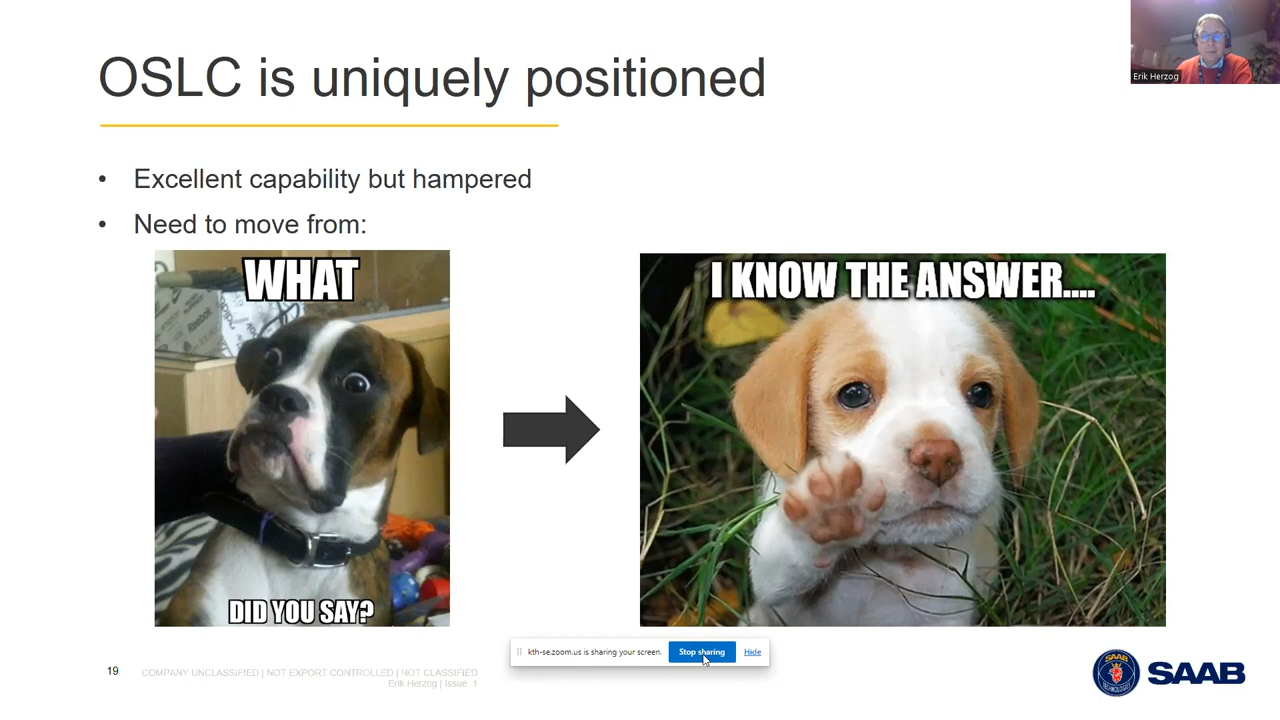 OSLC is uniquely positioned
Erik Herzog
• Excellent capability but hampered
• Need to move from:
WHAT
DID YOU SAY?
Reebok
I KNOW THE ANSWER....
kth-se.zoom.us is sharing your screen.
Stop sharing
Hide
19
COMPANY UNCLASSIFIED | NOT EXPORT CONTROLLED | NOT CLASSIFIED
Erik Herzog | Issue 1
SAAB
SAAB